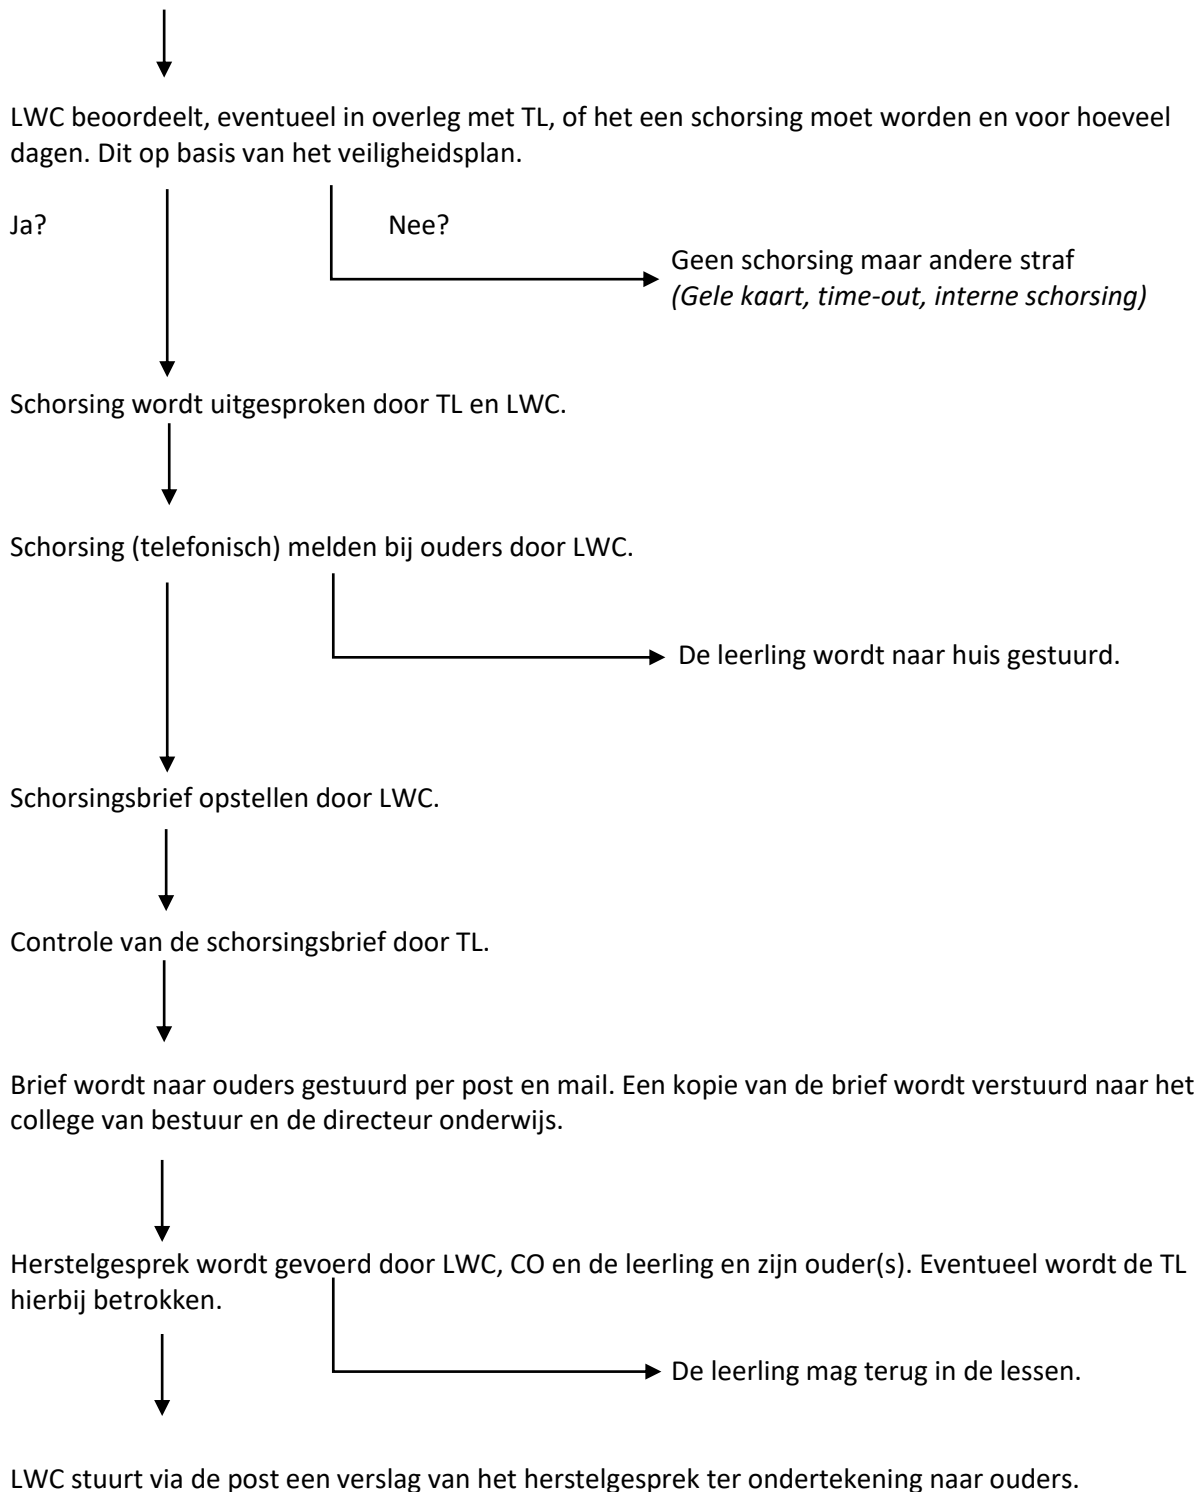 LWC beoordeelt, eventueel in overleg met TL, of het een schorsing moet worden en voor hoeveel
dagen. Dit op basis van het veiligheidsplan.
Ja?
Nee?
Geen schorsing maar andere straf
(Gele kaart, time-out, interne schorsing)
Schorsing wordt uitgesproken door TL en LWC.
Schorsing (telefonisch) melden bij ouders door LWC.
De leerling wordt naar huis gestuurd.
Schorsingsbrief opstellen door LWC.
Controle van de schorsingsbrief door TL.
Brief wordt naar ouders gestuurd per post en mail. Een kopie van de brief wordt verstuurd naar het
college van bestuur en de directeur onderwijs.
Herstelgesprek wordt gevoerd door LWC, CO en de leerling en zijn ouder(s). Eventueel wordt de TL
hierbij betrokken.
De leerling mag terug in de lessen.
LWC stuurt via de post een verslag van het herstelgesprek ter ondertekening naar ouders.